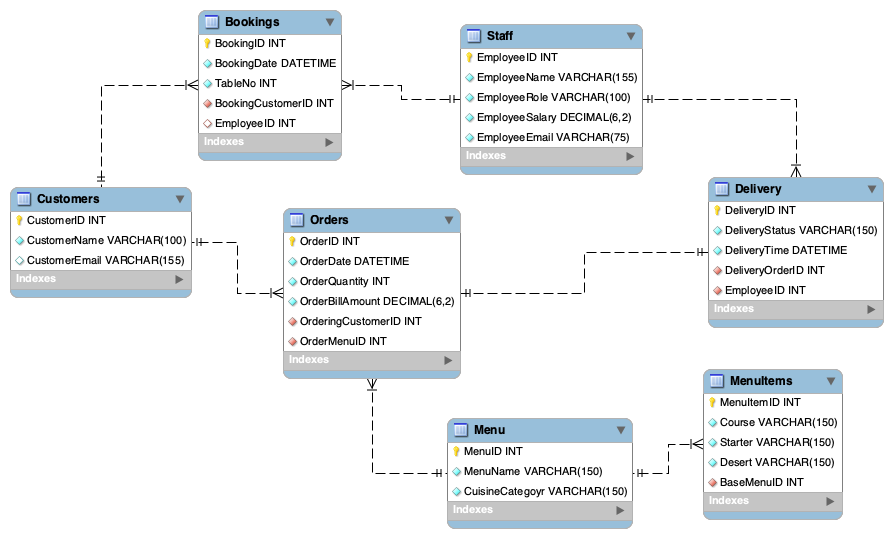 Bookings
BookingID INT
BookingDate DATETIME
TableNo INT
BookingCustomerID INT
EmployeeID INT
Indexes
Staff
EmployeeID INT
EmployeeName VARCHAR(155)
EmployeeRole VARCHAR(100)
EmployeeSalary DECIMAL(6,2)
EmployeeEmail VARCHAR(75)
Indexes
Customers
CustomerID INT
CustomerName VARCHAR(100)
CustomerEmail VARCHAR(155)
Indexes
Orders
OrderID INT
OrderDate DATETIME
OrderQuantity INT
OrderBillAmount DECIMAL(6,2)
OrderingCustomerID INT
OrderMenuID INT
Indexes
Delivery
DeliveryID INT
DeliveryStatus VARCHAR(150)
DeliveryTime DATETIME
DeliveryOrderID INT
EmployeeID INT
Indexes
Menu
MenuID INT
MenuName VARCHAR(150)
CuisineCategoyr VARCHAR(150)
Indexes
MenuItems
MenuItemID INT
Course VARCHAR(150)
Starter VARCHAR(150)
Desert VARCHAR(150)
BaseMenuID INT
Indexes